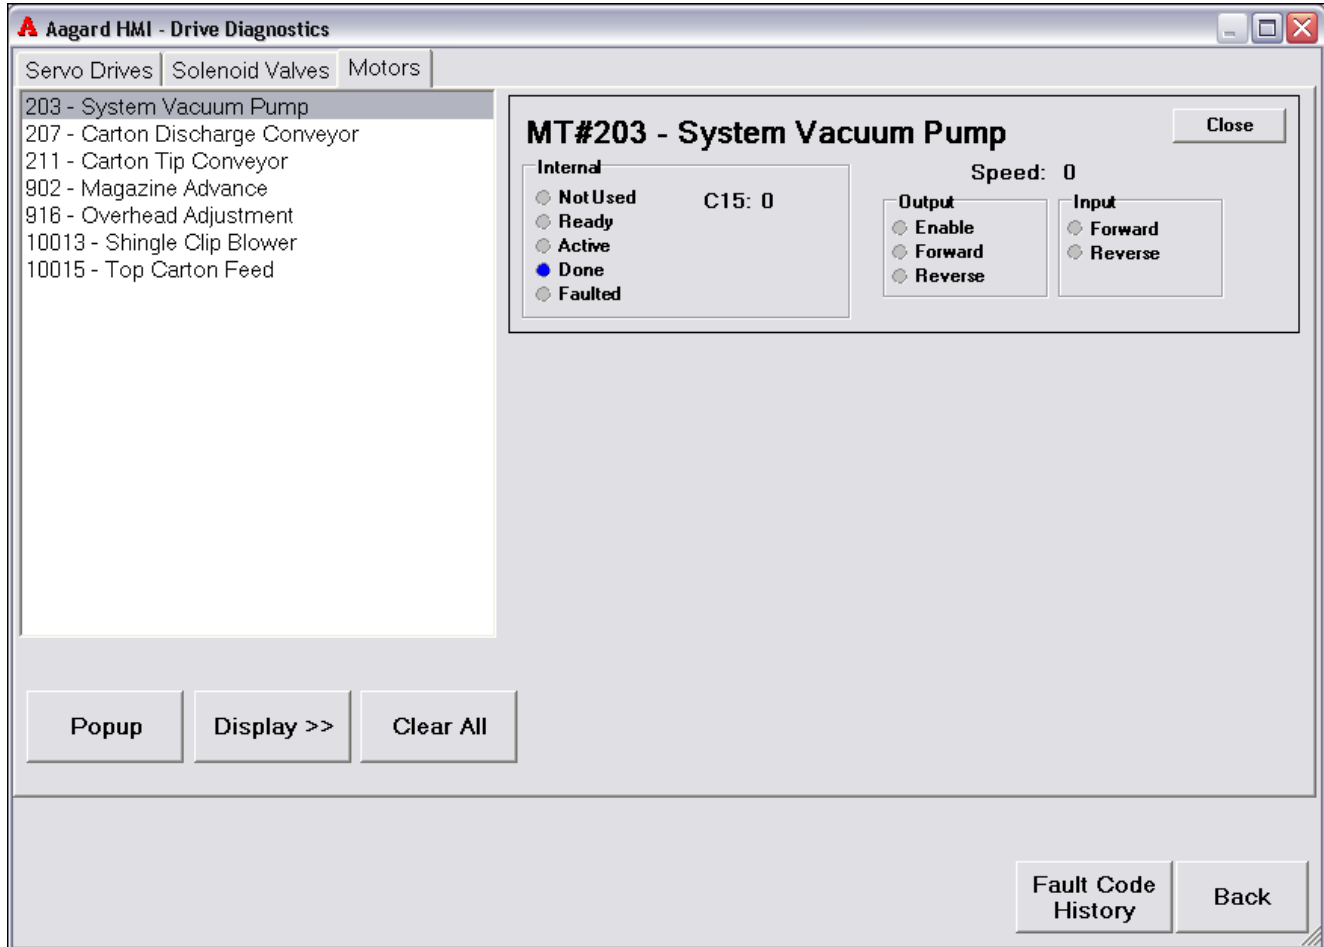 Aagard HMI - Drive Diagnostics
Servo Drives Solenoid Valves Motors
203 - System Vacuum Pump
207 - Carton Discharge Conveyor
211 - Carton Tip Conveyor
902 - Magazine Advance
916 - Overhead Adjustment
10013 - Shingle Clip Blower
10015 - Top Carton Feed
MT#203 - System Vacuum Pump
Close
Internal
Not Used
Ready
Active
Done
Faulted
C15: 0
Speed: 0
Output
Enable
Forward
Reverse
Input
Forward
Reverse
Popup
Display >>
Clear All
Fault Code
History
Back